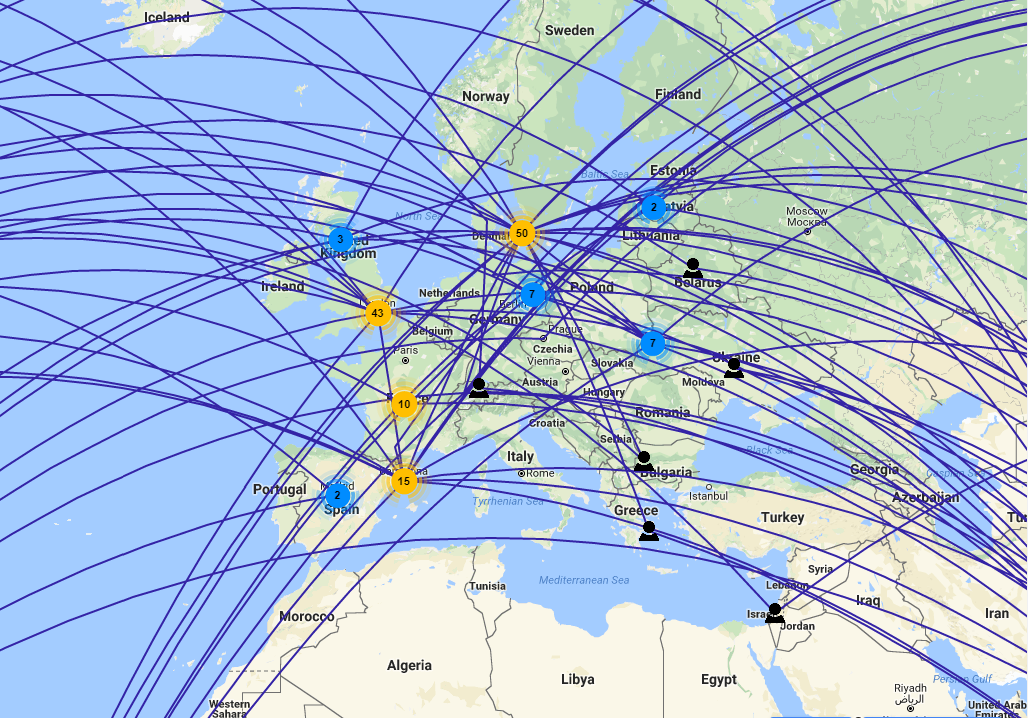 Iceland
Sweden
Norway
Finland
Estonia
Baltic Sea
2
Latvia
Moscow
Москва
North Sea
50
Lithuania
3
United
Kingdom
Belarus
Ireland
Netherlands
7
Poland
Berlin
Germany
43
London
Belgium
Prague
7
Paris
Czechia
Ukraine
Vienna
Slovakia
Austria
Moldova
Hungary
10
Romania
Croatia
Serbia
Black Sea
Italy
Rome
Bulgaria
Georgia
Caspian Sea
Barcelona
15
Portugal
Madrid
2
Spain
Istanbul
Azerbaijan
Tyrrhenian Sea
Greece
Turkey
Tu
Syria
Mediterranean Sea
Tunisia
Lebanon
Iraq
Iran
Morocco
Israel
Jordan
Algeria
Libya
Egypt
Persian Gulf
Riyadh
الرياض
Western
Sahara
United Arab
Emirates